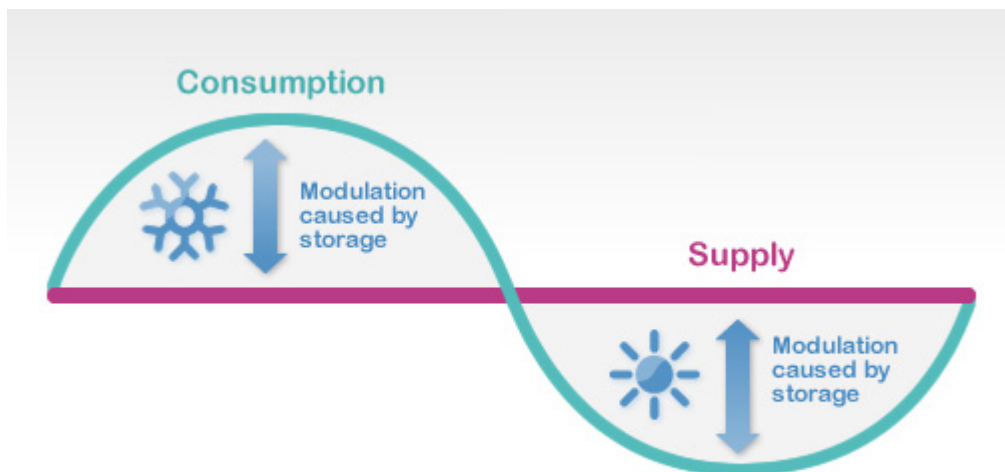 Consumption
Modulation
caused by
storage
Supply
Modulation
caused by
storage